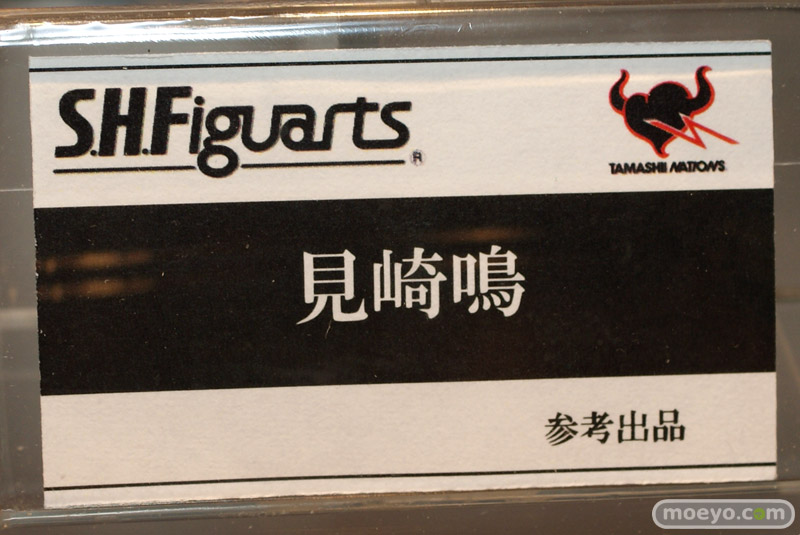 S.H.Figuarts®
TAMASHII NATIONS
見崎鳴
参考出品
moeyo.com